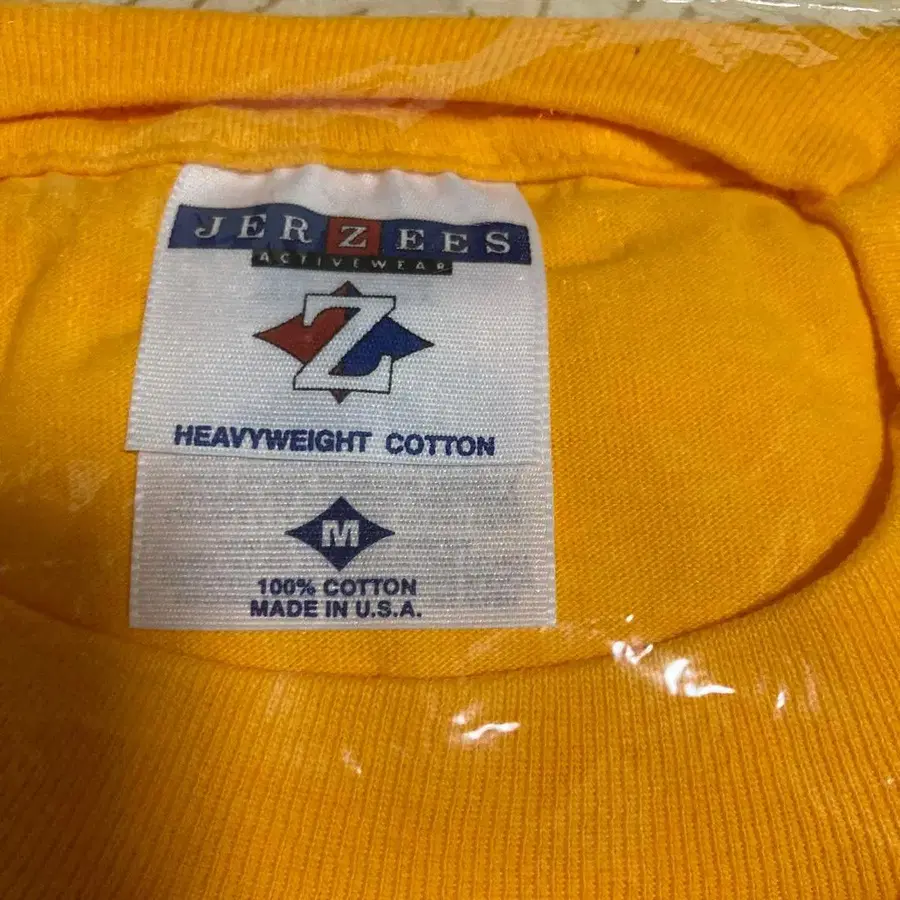 JERZEES
ACTIVEWEAR
Z
HEAVYWEIGHT COTTON
M
100% COTTON
MADE IN U.S.A.